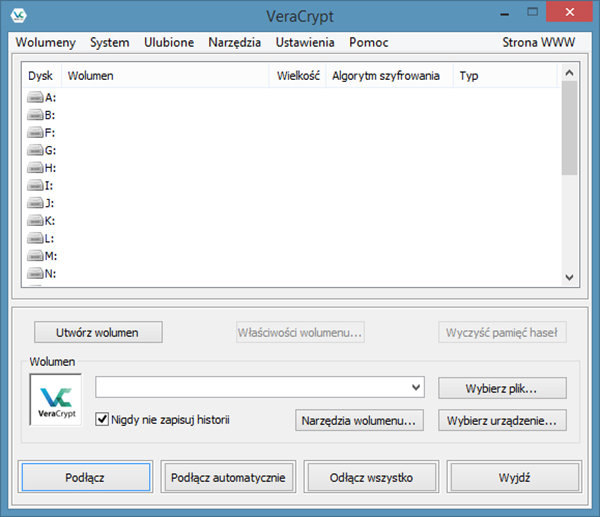 VeraCrypt
Wolumeny System Ulubione Narzędzia Ustawienia Pomoc Strona WWW
Dysk Wolumen Wielkość Algorytm szyfrowania Typ
A:
B:
F:
G:
H:
I:
J:
K:
L:
M:
N:
Utwórz wolumen Właściwości wolumenu... Wyczyść pamięć haseł
Wolumen
VeraCrypt
Wybierz plik...
Nigdy nie zapisuj historii Narzędzia wolumenu... Wybierz urządzenie...
Podłącz Podłącz automatycznie Odłącz wszystko Wyjdź